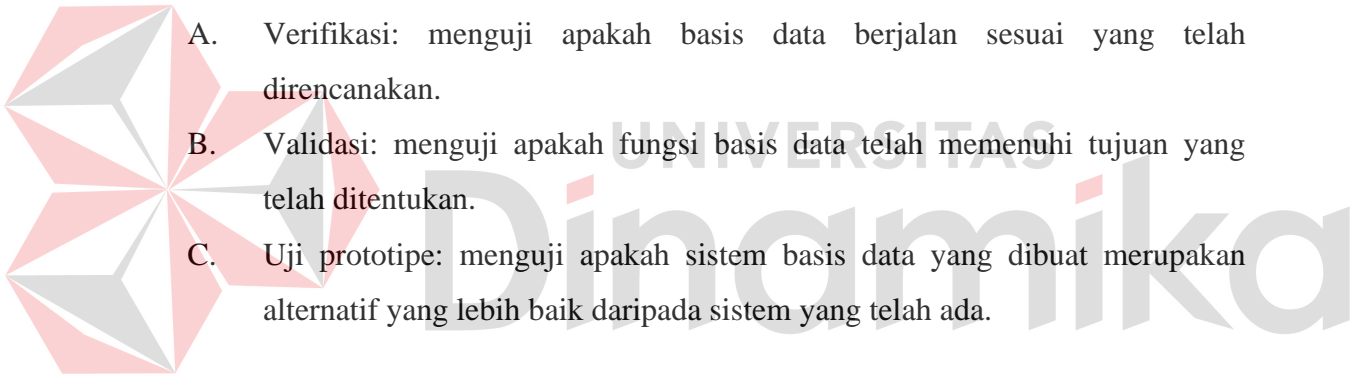 A. Verifikasi: menguji apakah basis data berjalan sesuai yang telah
direncanakan.
B. Validasi: menguji apakah fungsi basis data telah memenuhi tujuan yang
telah ditentukan.
C. Uji prototipe: menguji apakah sistem basis data yang dibuat merupakan
alternatif yang lebih baik daripada sistem yang telah ada.
UNIVERSITAS
Dinamika